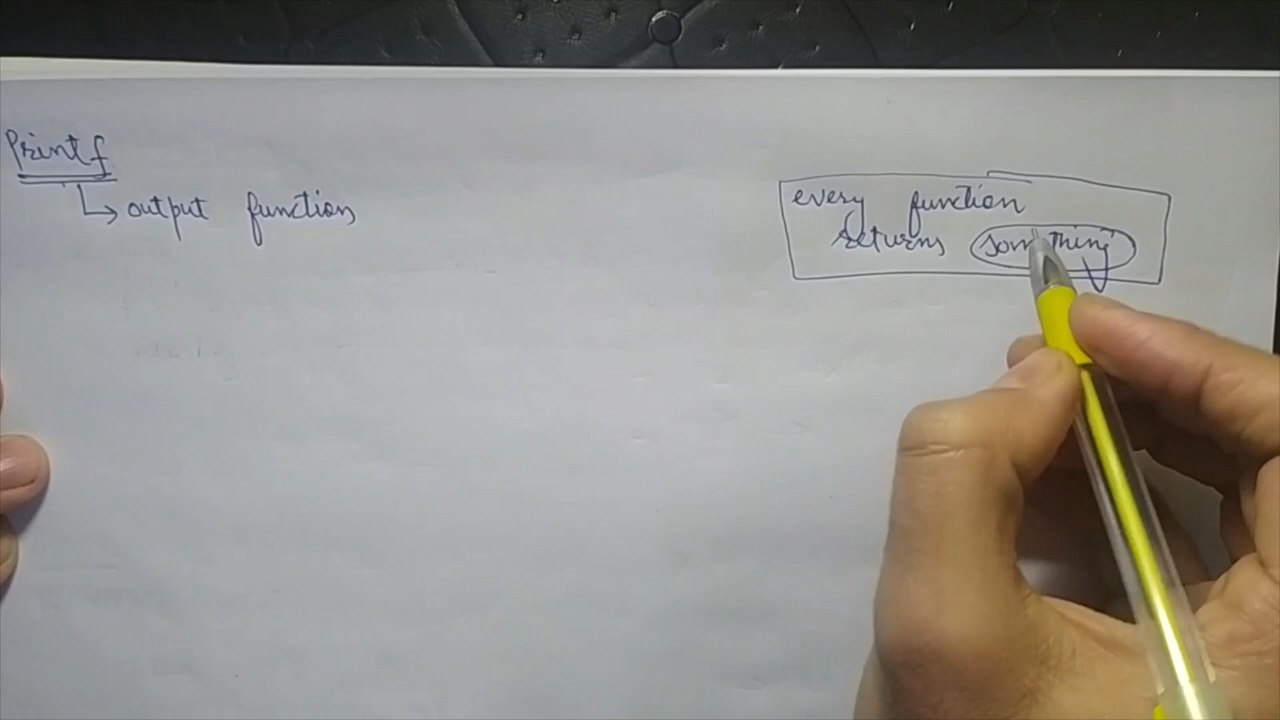 Printf
↳ output function
every function
returns something